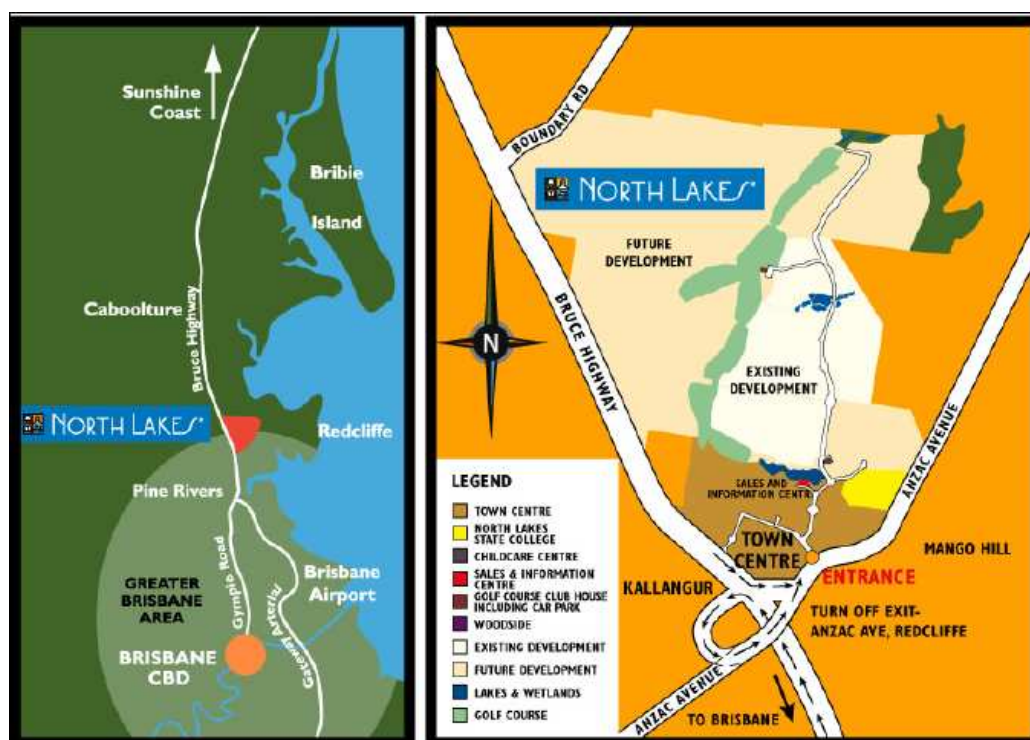 Sunshine
Coast
Bribie
Island
Caboolture
Bruce Highway
NORTH LAKES
Redcliffe
Pine Rivers
Gympie Road
GREATER
BRISBANE
AREA
Brisbane
Airport
Gateway Arterial
BRISBANE
CBD
BOUNDARY RD
NORTH LAKES
FUTURE
DEVELOPMENT
N
BRUCE HIGHWAY
EXISTING
DEVELOPMENT
ANZAC AVENUE
SALES AND
INFORMATION CENTRE
TOWN
CENTRE
MANGO HILL
KALLANGUR
ENTRANCE
TURN OFF EXIT-
ANZAC AVE, REDCLIFFE
ANZAC AVENUE
TO BRISBANE
LEGEND
TOWN CENTRE
NORTH LAKES
STATE COLLEGE
CHILDCARE CENTRE
SALES & INFORMATION
CENTRE
GOLF COURSE CLUB HOUSE
INCLUDING CAR PARK
WOODSIDE
EXISTING DEVELOPMENT
FUTURE DEVELOPMENT
LAKES & WETLANDS
GOLF COURSE